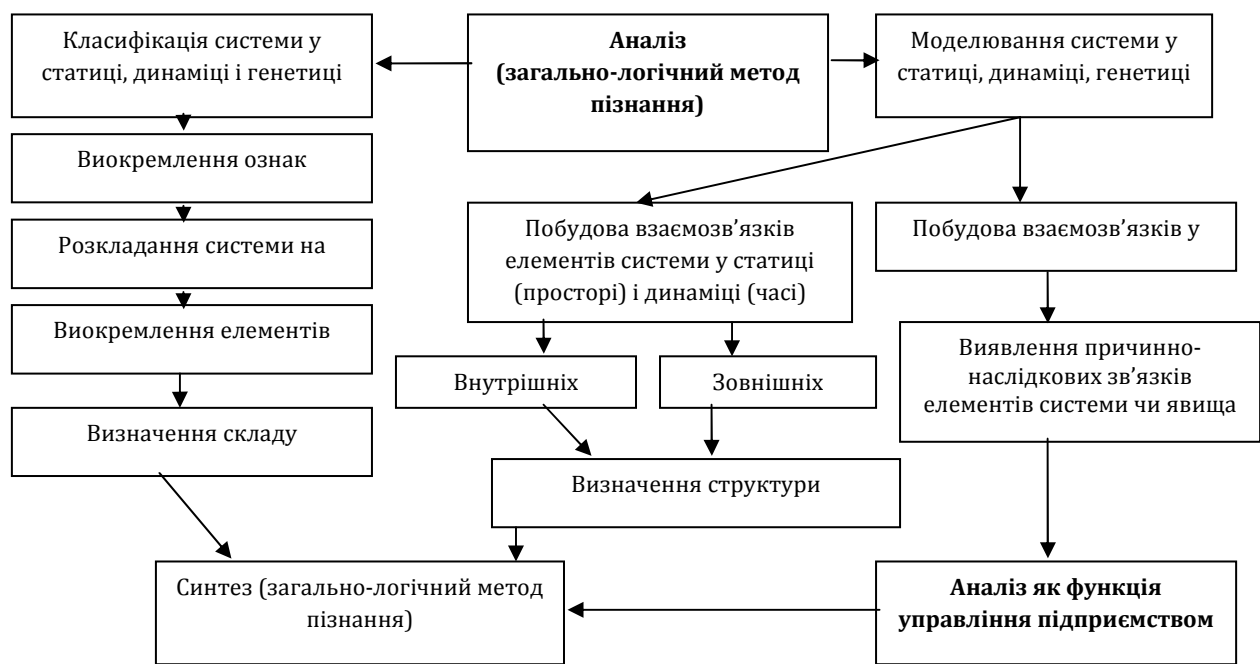 Класифікація системи у
статиці, динаміці і генетиці
Аналіз
(загально-логічний метод
пізнання)
Моделювання системи у
статиці, динаміці, генетиці
Виокремлення ознак
Розкладання системи на
Виокремлення елементів
Визначення складу
Побудова взаємозв’язків
елементів системи у статиці
(просторі) і динаміці (часі)
Побудова взаємозв’язків у
Внутрішніх
Зовнішніх
Виявлення причинно-
наслідкових зв’язків
елементів системи чи явища
Визначення структури
Синтез (загально-логічний метод
пізнання)
Аналіз як функція
управління підприємством